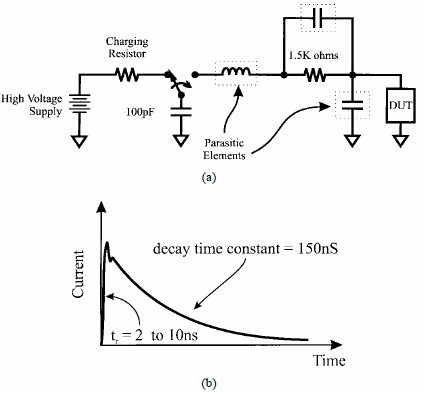 Charging
Resistor
1.5K ohms
High Voltage
Supply
100pF
DUT
Parasitic
Elements
(a)
Current
decay time constant = 150nS
tr = 2 to 10ns
Time
(b)